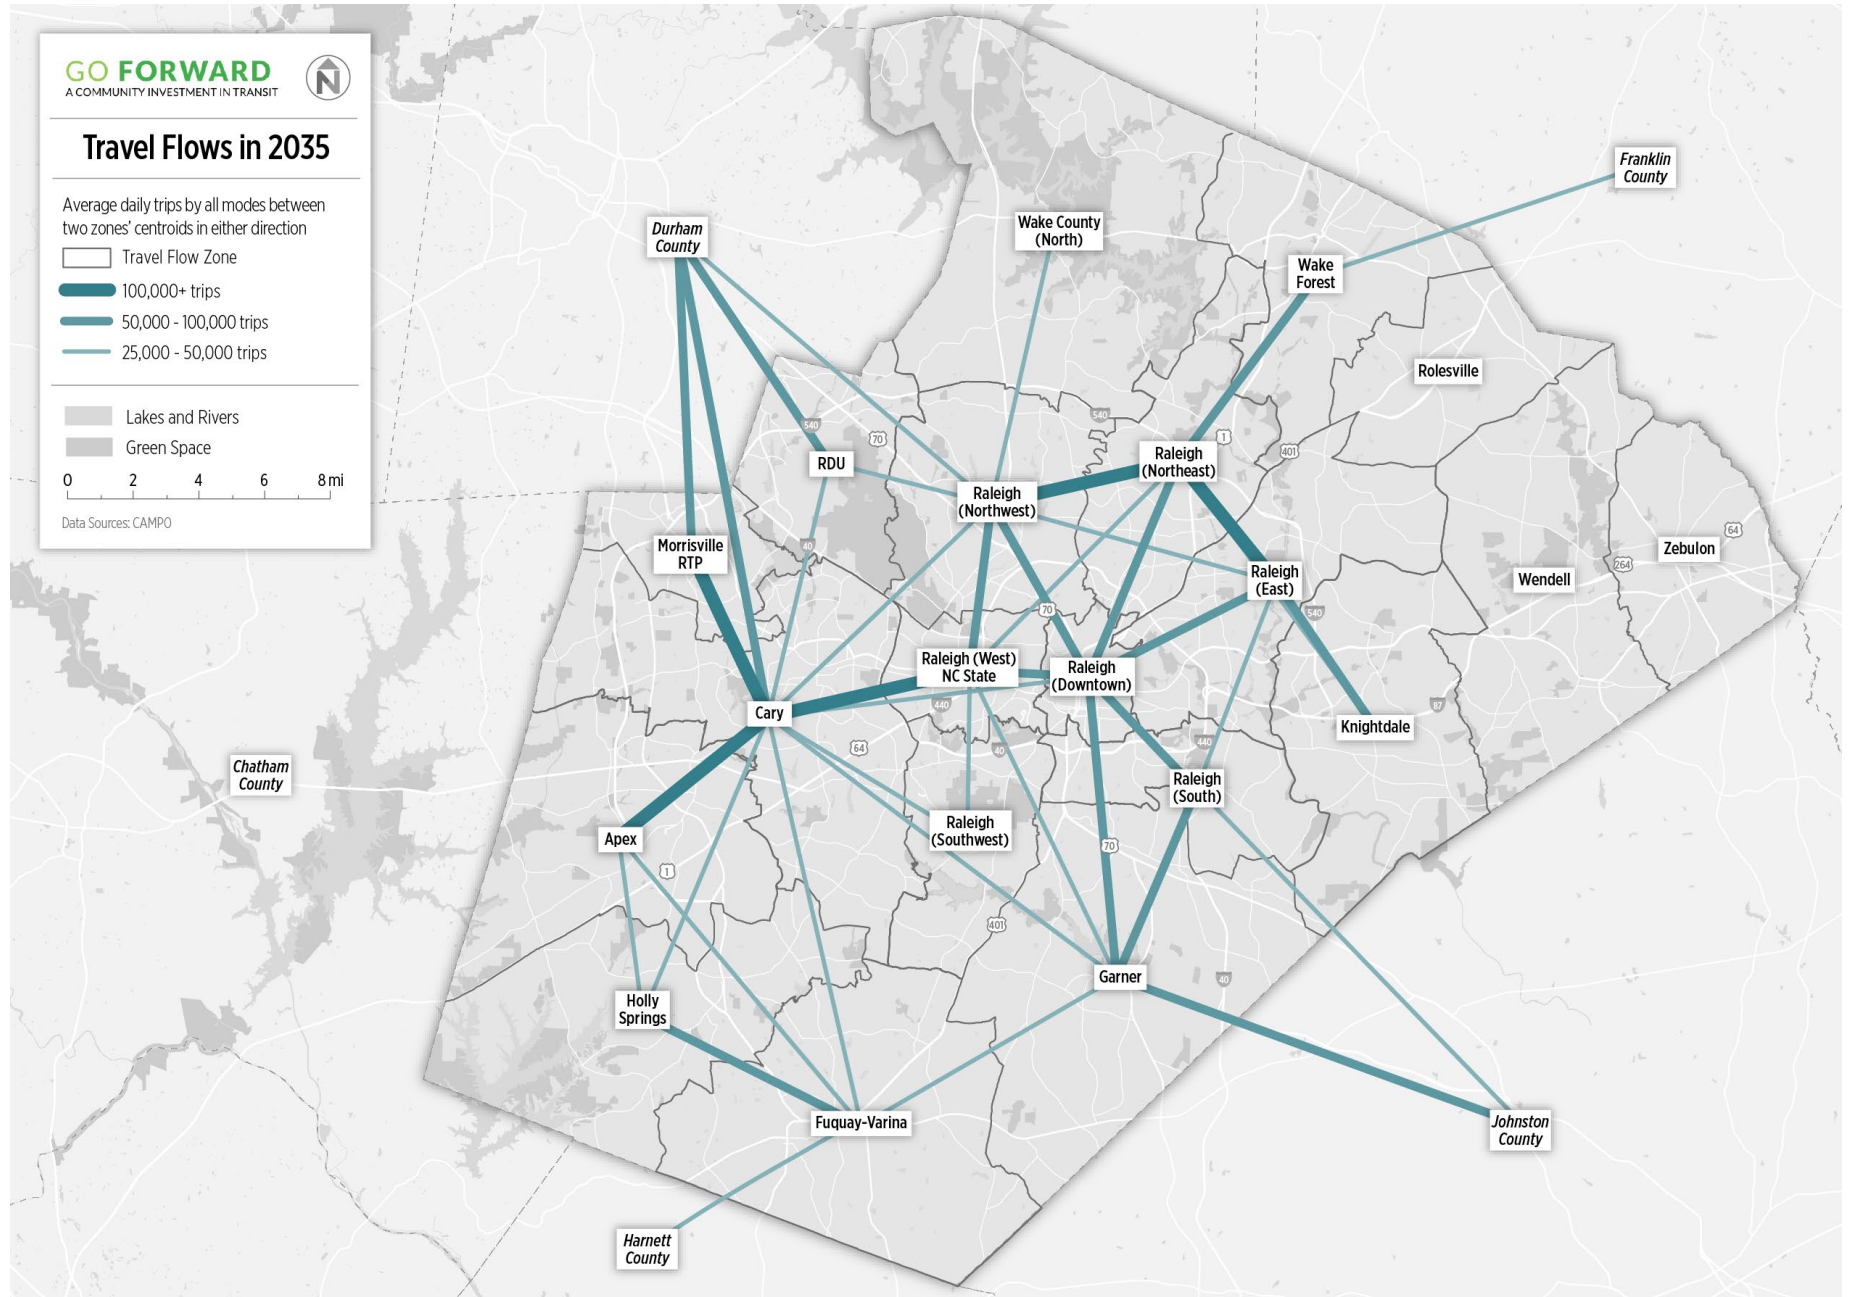 GO FORWARD
A COMMUNITY INVESTMENT IN TRANSIT
N
Travel Flows in 2035
Average daily trips by all modes between
two zones' centroids in either direction
Travel Flow Zone
100,000+ trips
50,000 - 100,000 trips
25,000 - 50,000 trips
Lakes and Rivers
Green Space
0 2 4 6 8 mi
Data Sources: CAMPO
Franklin
County
Durham
County
Wake County
(North)
Wake
Forest
Rolesville
540
70
540
1
401
RDU
Raleigh
(Northeast)
Raleigh
(Northwest)
64
Zebulon
264
Wendell
Morrisville
RTP
40
Raleigh
(East)
540
70
Raleigh (West)
NC State
Raleigh
(Downtown)
Cary
440
87
Knightdale
64
40
440
Chatham
County
Raleigh
(South)
Raleigh
(Southwest)
Apex
70
1
401
Garner
40
Holly
Springs
Fuquay-Varina
Johnston
County
Harnett
County